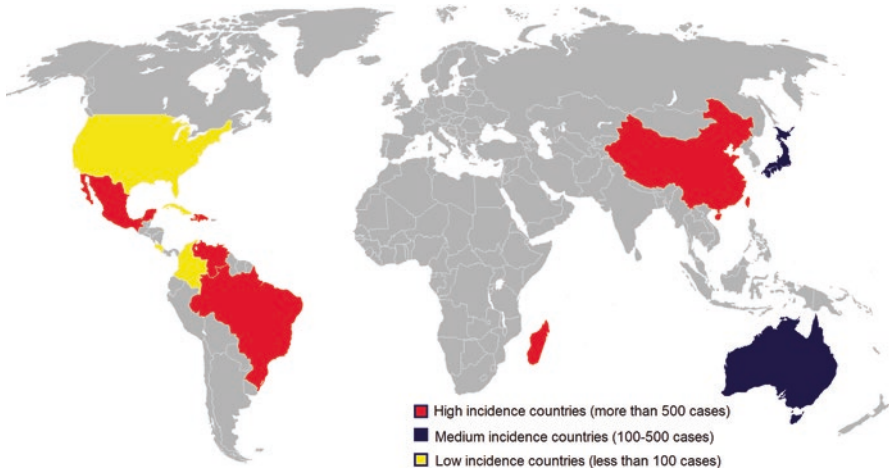 High incidence countries (more than 500 cases)
Medium incidence countries (100-500 cases)
Low incidence countries (less than 100 cases)